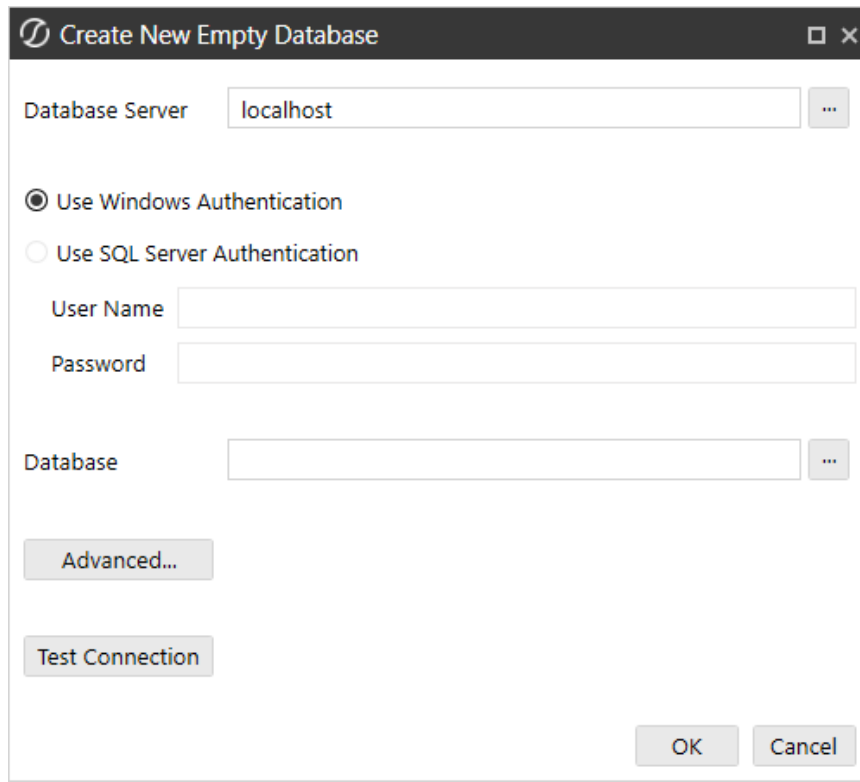 Create New Empty Database
Database Server localhost ...
Use Windows Authentication
Use SQL Server Authentication
User Name
Password
Database ...
Advanced...
Test Connection
OK Cancel